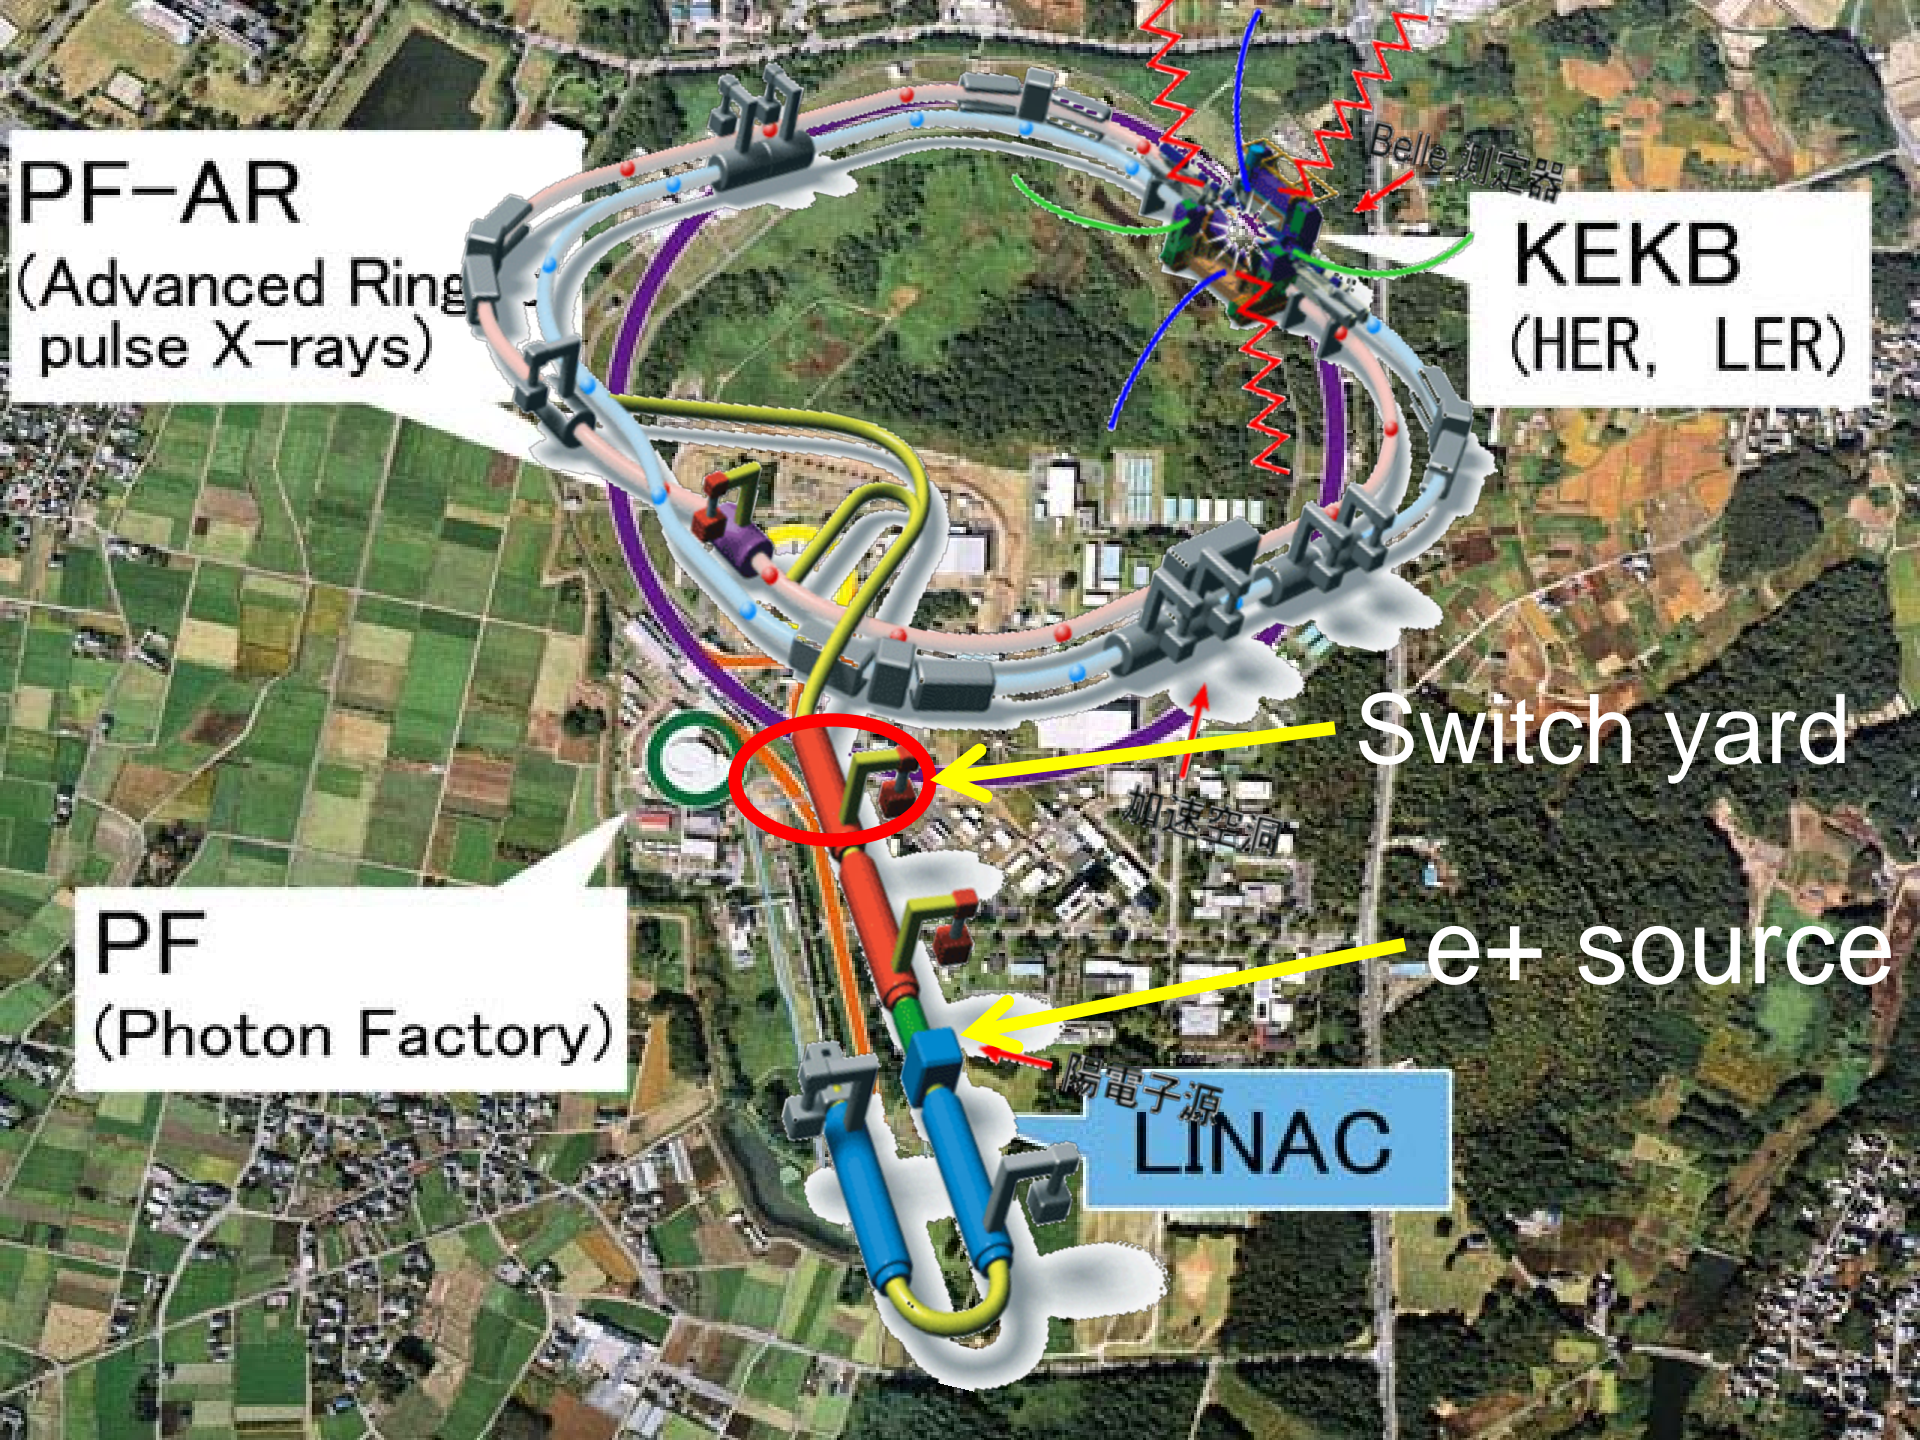 PF-AR
(Advanced Ring
pulse X-rays)
Belle 測定器
KEKB
(HER, LER)
Switch yard
加速空洞
PF
(Photon Factory)
e+ source
陽電子源
LINAC